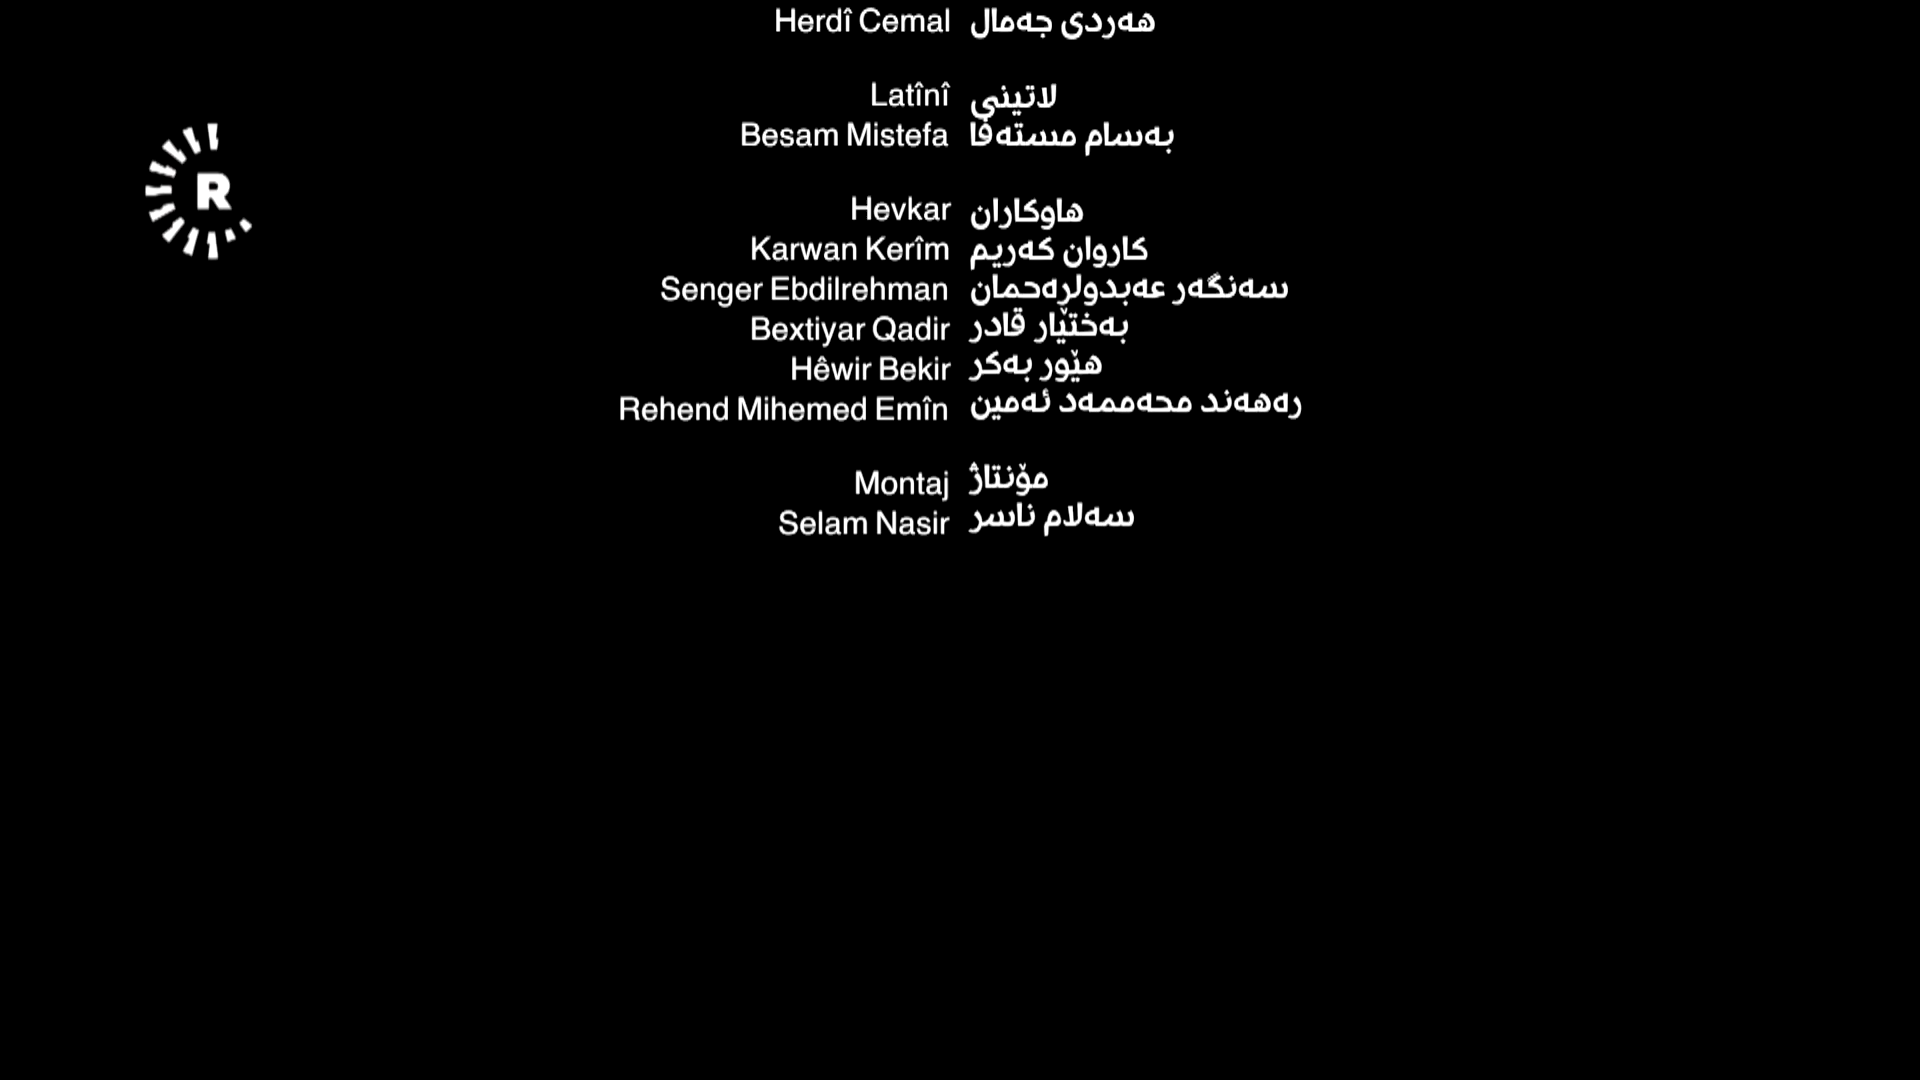 Herdî Cemal هەردی جەمال
R
Latînî لاتینی
Besam Mistefa بەسام مستەفا
Hevkar هاوکاران
Karwan Kerîm کاروان کەریم
Senger Ebdilrehman سەنگەر عەبدولڕەحمان
Bextiyar Qadir بەختیار قادر
Hêwir Bekir هێور بەکر
Rehend Mihemed Emîn رەهەند محەممەد ئەمین
Montaj مۆنتاژ
Selam Nasir سەلام ناسر